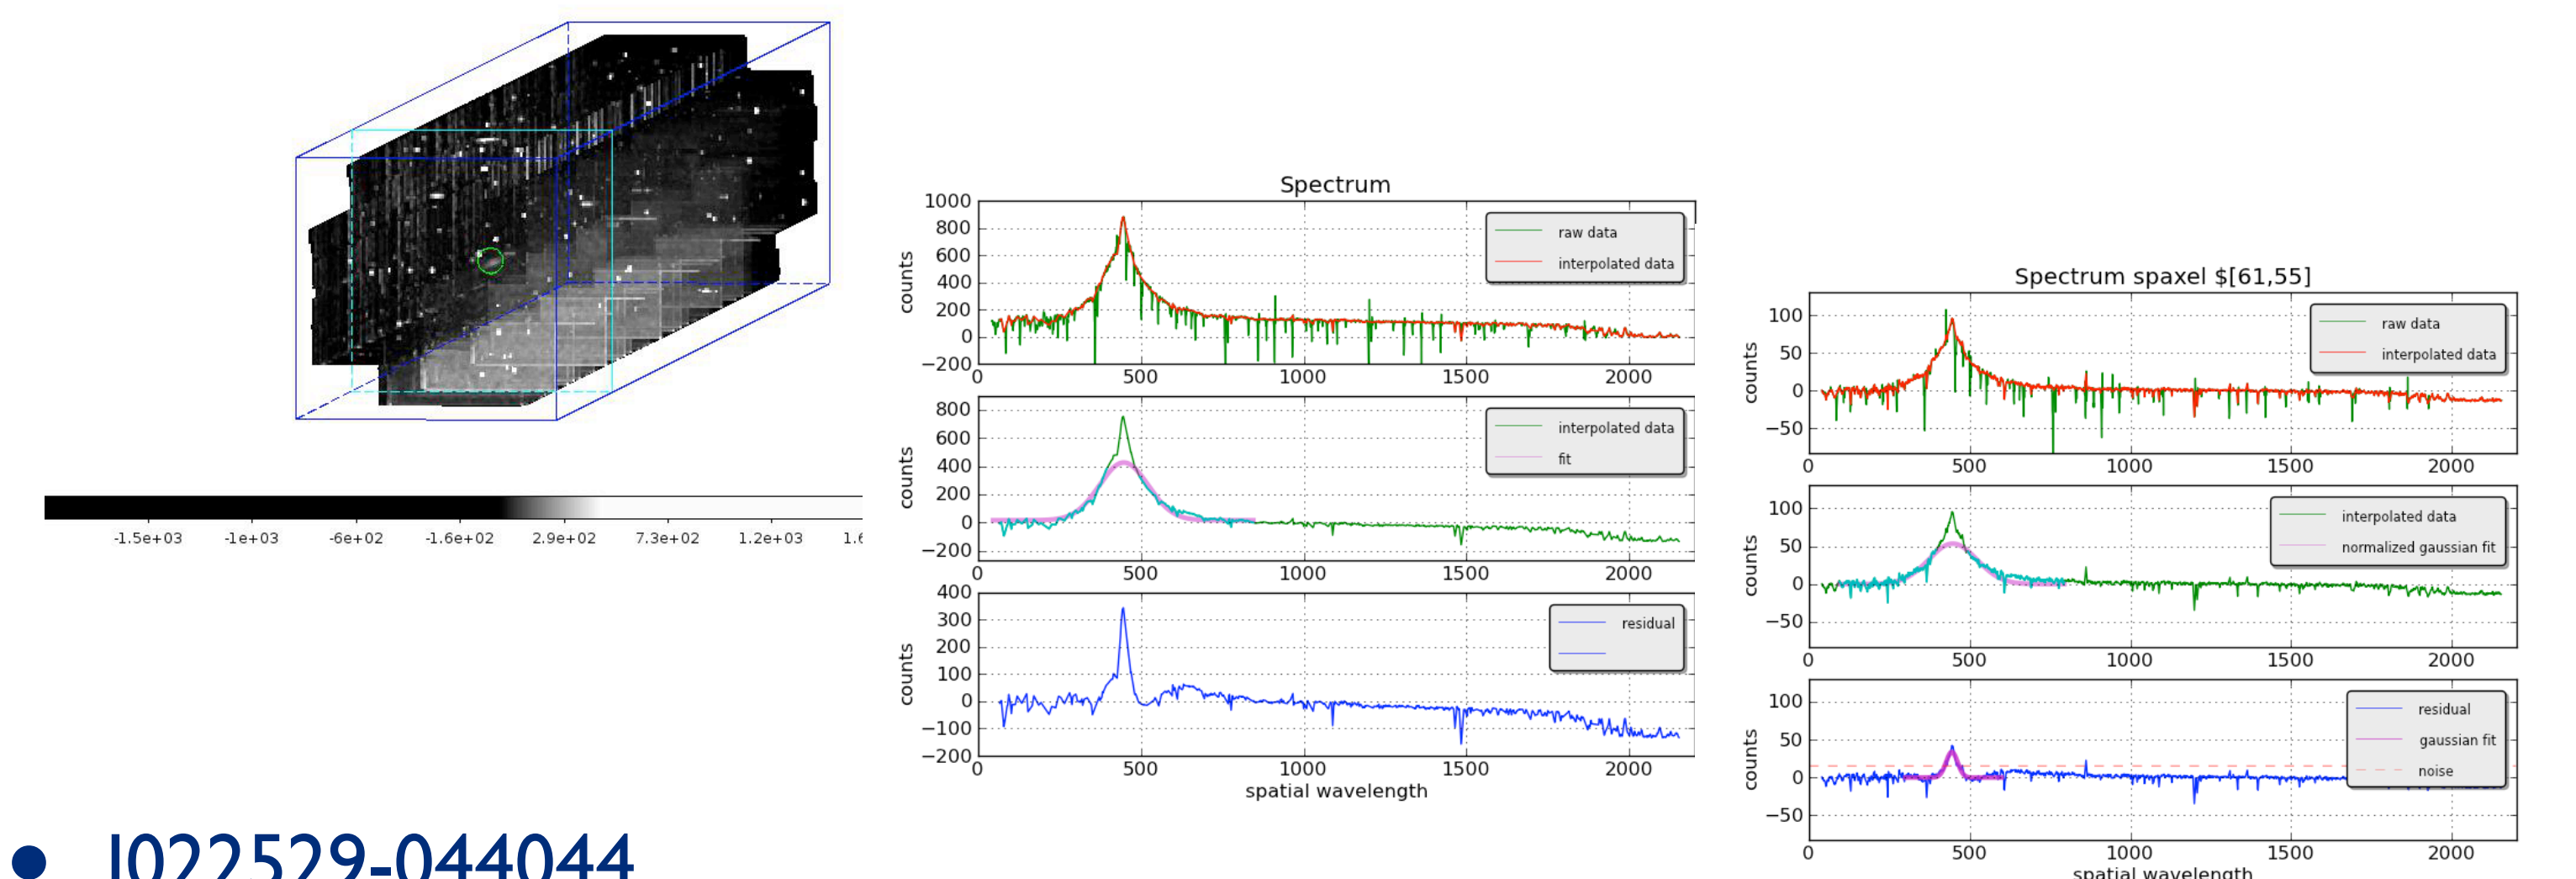 -1.5e+03 -1e+03 -6e+02 -1.6e+02 2.9e+02 7.3e+02 1.2e+03 1.6
Spectrum
1000
800
600
400
200
0
−200
counts
raw data
interpolated data
0 500 1000 1500 2000
800
600
400
200
0
−200
counts
interpolated data
fit
0 500 1000 1500 2000
400
300
200
100
0
−100
−200
counts
residual
0 500 1000 1500 2000
spatial wavelength
Spectrum spaxel $[61,55]
100
50
0
−50
counts
raw data
interpolated data
0 500 1000 1500 2000
100
50
0
−50
counts
interpolated data
normalized gaussian fit
0 500 1000 1500 2000
100
50
0
−50
counts
residual
gaussian fit
noise
0 500 1000 1500 2000
spatial wavelength
• J022529-044044